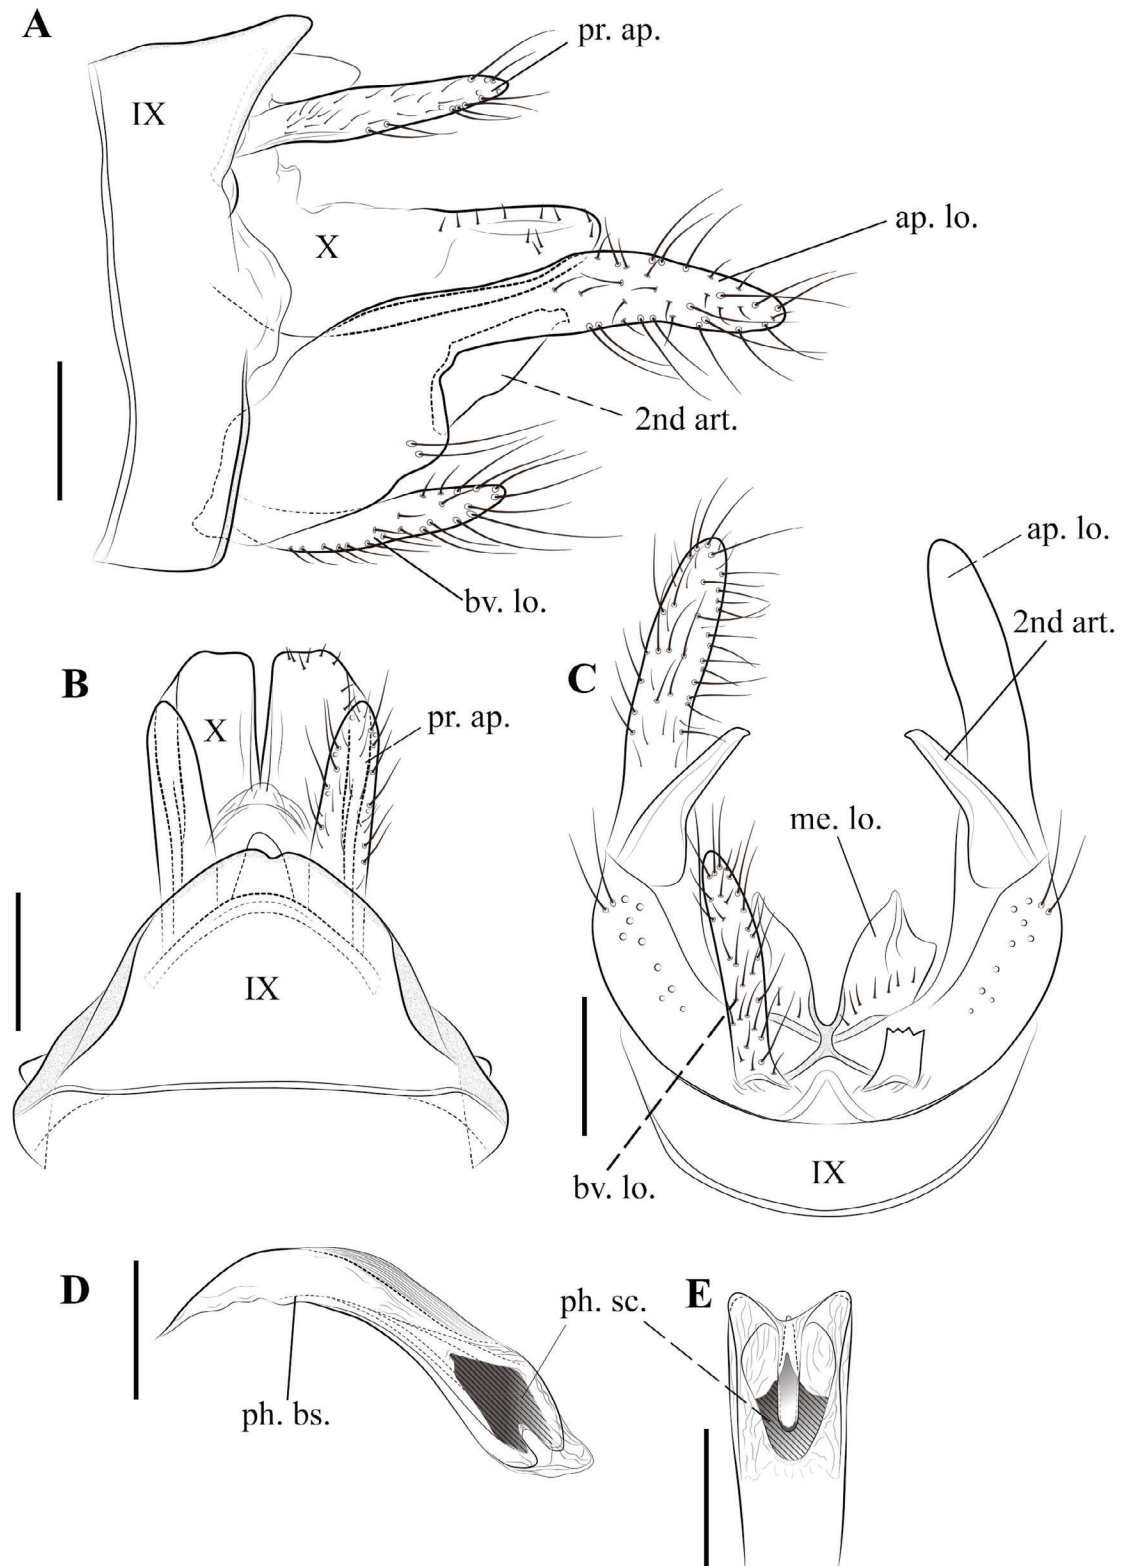 A
pr. ap.
IX
ap. lo.
X
2nd art.
bv. lo.
ap. lo.
2nd art.
B
C
X
pr. ap.
me. lo.
IX
bv. lo.
IX
D
ph. sc.
E
ph. bs.